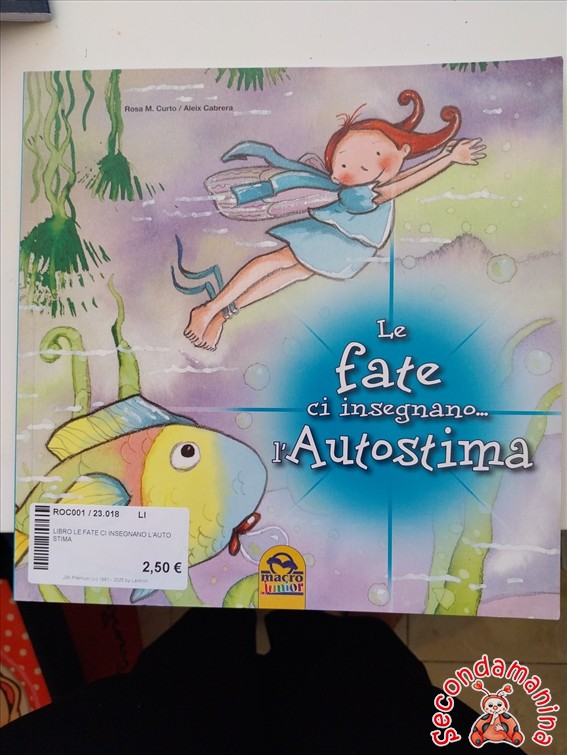 Rosa M. Curto / Aleix Cabrera
Le
fate
ci insegnano...
l'Autostima
ROC001 / 23.018 LI
LIBRO LE FATE CI INSEGNANO L'AUTO
STIMA
2,50 €
macro
Junior
Secondamanina